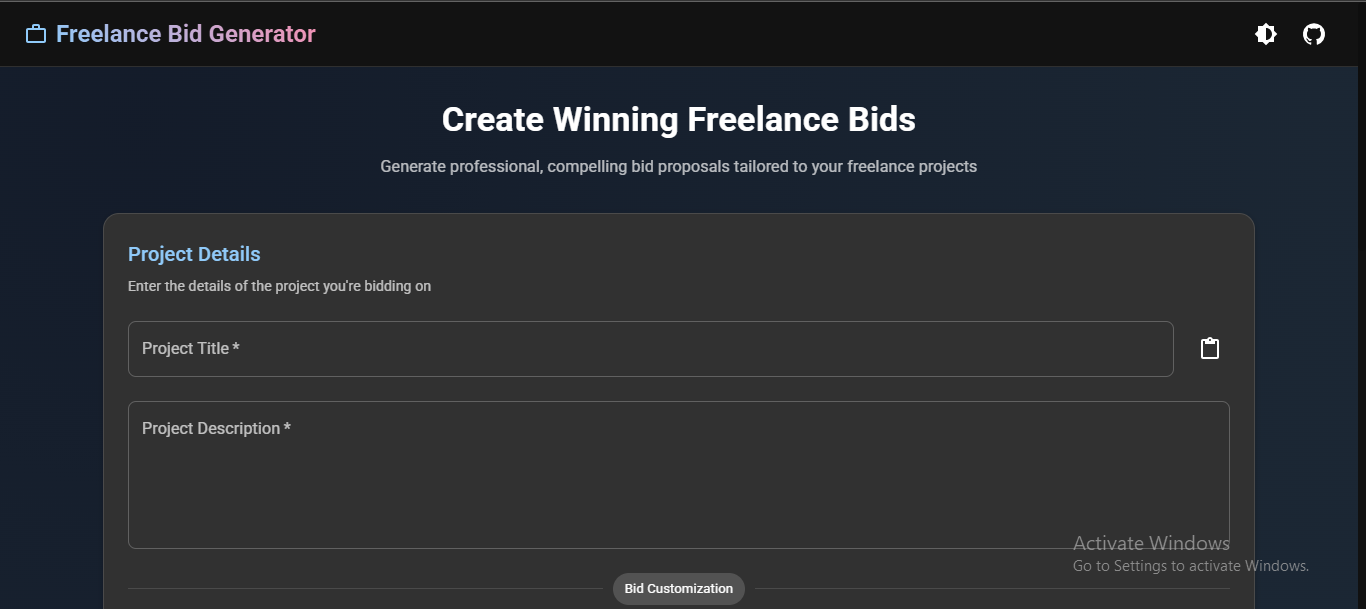 Freelance Bid Generator
Create Winning Freelance Bids
Generate professional, compelling bid proposals tailored to your freelance projects
Project Details
Enter the details of the project you're bidding on
Project Title *
Project Description *
Activate Windows
Go to Settings to activate Windows.
Bid Customization